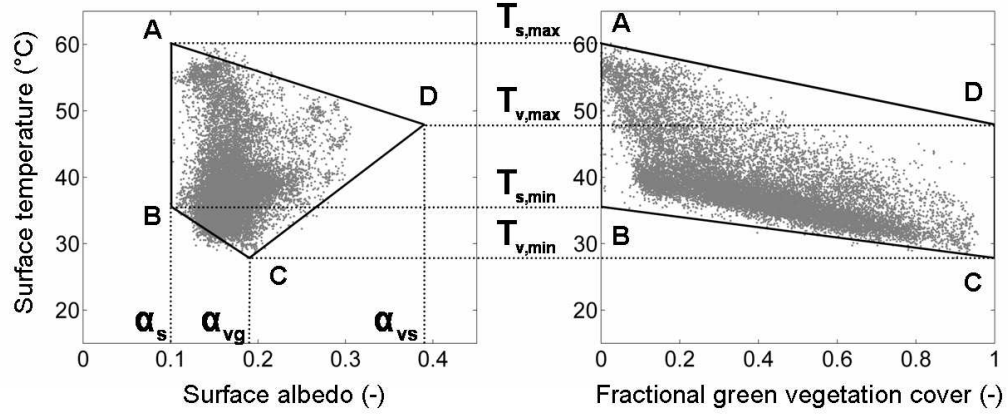 Surface temperature (°C)
60
50
40
30
20
A
B
C
D
α_s
α_vg
α_vs
0
0.1
0.2
0.3
0.4
Surface albedo (-)
T_s,max
T_v,max
T_s,min
T_v,min
60
50
40
30
20
A
D
B
C
0
0.2
0.4
0.6
0.8
1
Fractional green vegetation cover (-)